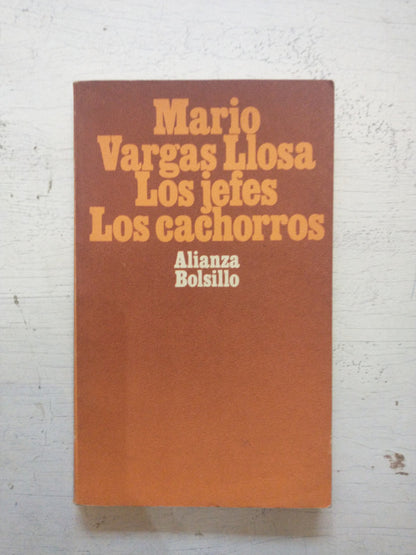 Mario
Vargas Llosa
Los jefes
Los cachorros
Alianza
Bolsillo